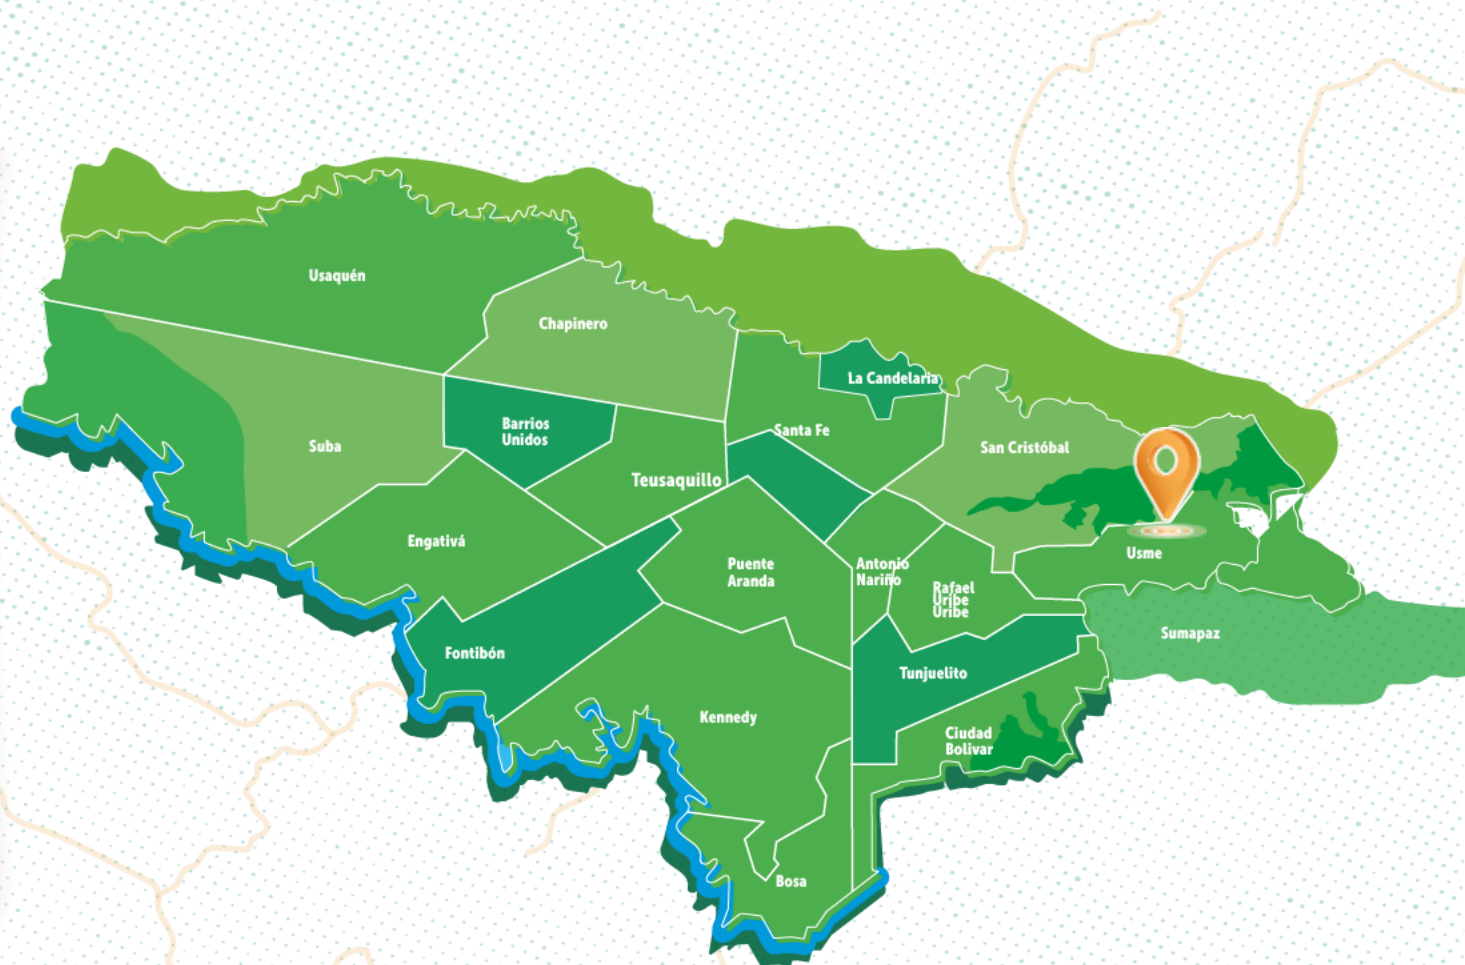 Usaquén
Chapinero
La Candelaria
Barrios
Unidos
Santa Fe
Suba
San Cristóbal
Teusaquillo
Engativá
Usme
Puente
Aranda
Antonio
Nariño
Rafael
Uribe
Uribe
Sumapaz
Fontibón
Tunjuelito
Kennedy
Ciudad
Bolivar
Bosa